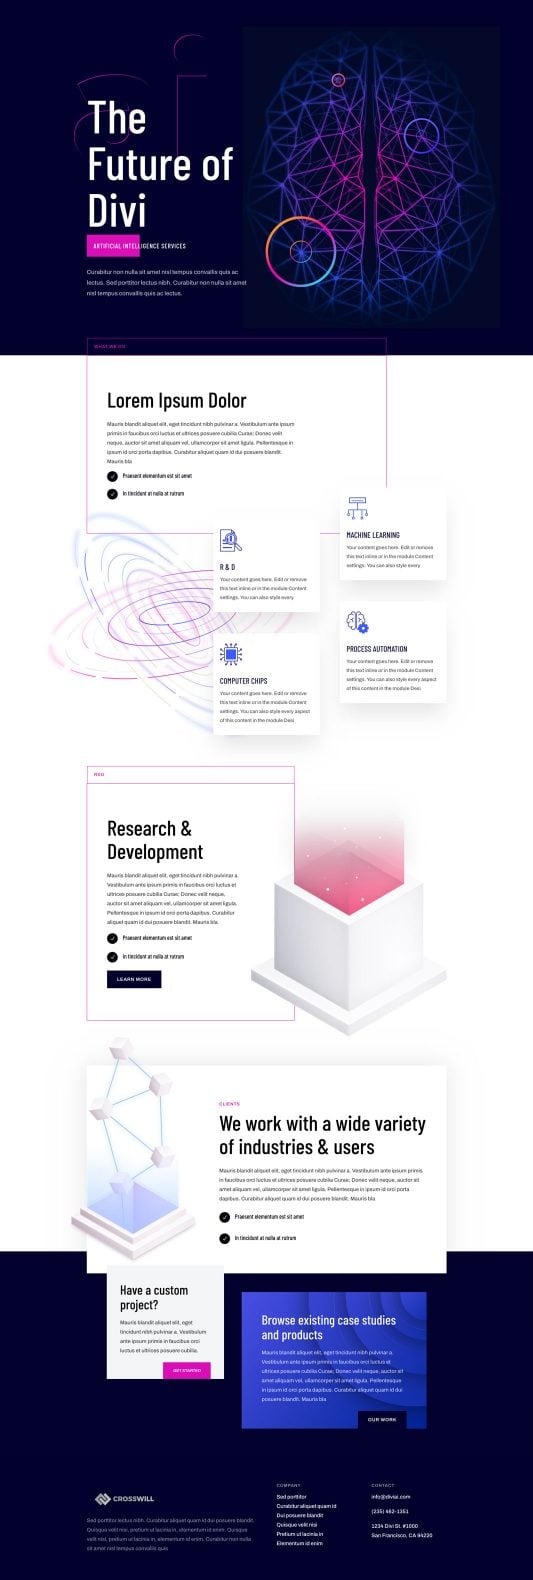 The
Future of
Divi
ARTIFICIAL INTELLIGENCE SERVICES
Curabitur non nulla sit amet nisl tempus convallis quis ac
lectus. Sed porttitor lectus nibh. Curabitur non nulla sit amet
nisl tempus convallis quis ac lectus.
WHAT WE DO
Lorem Ipsum Dolor
Mauris blandit aliquet elit, eget tincidunt nibh pulvinar a. Vestibulum ante ipsum
primis in faucibus orci luctus et ultrices posuere cubilia Curae; Donec velit
neque, auctor sit amet aliquam vel, ullamcorper sit amet ligula. Pellentesque in
ipsum id orci porta dapibus. Curabitur aliquet quam id dui posuere blandit.
Mauris bla
Praesent elementum est sit amet
In tincidunt at nulla at rutrum
MACHINE LEARNING
Your content goes here. Edit or remove
this text inline or in the module Content
settings. You can also style every
R & D
Your content goes here. Edit or remove
this text inline or in the module Content
settings. You can also style every
PROCESS AUTOMATION
Your content goes here. Edit or remove
this text inline or in the module Content
settings. You can also style every aspect
of this content in the module Desi
COMPUTER CHIPS
Your content goes here. Edit or remove
this text inline or in the module Content
settings. You can also style every aspect
of this content in the module Desi
Research &
Development
Mauris blandit aliquet elit, eget tincidunt nibh pulvinar a.
Vestibulum ante ipsum primis in faucibus orci luctus et
ultrices posuere cubilia Curae; Donec velit neque,
auctor sit amet aliquam vel, ullamcorper sit amet ligula.
Pellentesque in ipsum id orci porta dapibus. Curabitur
aliquet quam id dui posuere blandit. Mauris bla
Praesent elementum est sit amet
In tincidunt at nulla at rutrum
LEARN MORE
CLIENTS
We work with a wide variety
of industries & users
Mauris blandit aliquet elit, eget tincidunt nibh pulvinar a. Vestibulum ante ipsum primis
in faucibus orci luctus et ultrices posuere cubilia Curae; Donec velit neque, auctor sit
amet aliquam vel, ullamcorper sit amet ligula. Pellentesque in ipsum id orci porta
dapibus. Curabitur aliquet quam id dui posuere blandit. Mauris bla
Praesent elementum est sit amet
In tincidunt at nulla at rutrum
Have a custom
project?
Mauris blandit aliquet elit, eget
tincidunt nibh pulvinar a. Vestibulum
ante ipsum primis in faucibus orci
luctus et ultrices posuere cubilia.
GET STARTED
Browse existing case studies
and products
Mauris blandit aliquet elit, eget tincidunt nibh pulvinar a.
Vestibulum ante ipsum primis in faucibus orci luctus et
ultrices posuere cubilia Curae; Donec velit neque, auctor sit
amet aliquam vel, ullamcorper sit amet ligula. Pellentesque
in ipsum id orci porta dapibus. Curabitur aliquet quam id dui
posuere blandit. Mauris bla
OUR WORK
CROSSWILL
Sed porttitor lectus nibh. Curabitur aliquet quam id dui posuere blandit.
Quisque velit nisi, pretium ut lacinia in, elementum id enim. Quisque
velit nisi, pretium ut lacinia in, elementum id enim. Curabitur non nulla
sit amet nisl tempus convallis quis
COMPANY
Sed porttitor
Curabitur aliquet quam id
Dui posuere blandit
Quisque velit nisi
Pretium ut lacinia in
Elementum id enim
CONTACT
(235) 462-1351
1234 Divi St. #1000
San Francisco, CA 94220